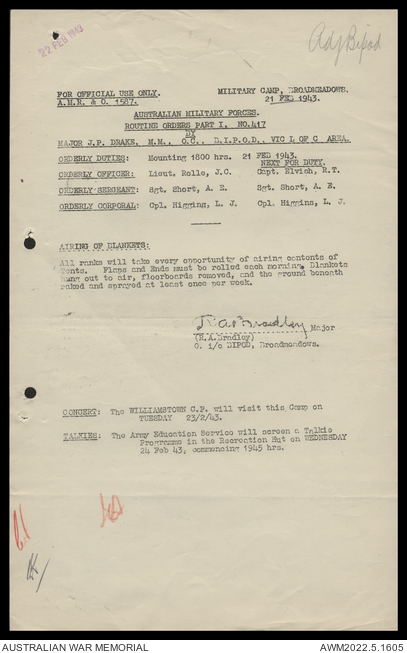 22 FEB 1943
Adj Bipod
FOR OFFICIAL USE ONLY. MILITARY CAMP, BROADMEADOWS.
A.M.R. & O. 1587. 21 FEB 1943.
AUSTRALIAN MILITARY FORCES.
ROUTINE ORDERS PART I, NO.417
BY
MAJOR J.P. DRAKE, M.M., O.C., D.I.P.O.D., VIC L OF C AREA.
ORDERLY DUTIES: Mounting 1800 hrs. 21 FEB 1943.
NEXT FOR DUTY.
ORDERLY OFFICER: Lieut. Rolle, J.C. Capt. Elvish, R.T.
ORDERLY SERGEANT: Sgt. Short, A. E. Sgt. Short, A. E.
ORDERLY CORPORAL: Cpl. Higgins, L. J. Cpl. Higgins, L. J.
AIRING OF BLANKETS:
All ranks will take every opportunity of airing contents of
Tents. Flaps and Ends must be rolled each morning, Blankets
hung out to air, floorboards removed, and the ground beneath
raked and sprayed at least once per week.
Bradley Major
(R.A.Bradley)
O. i/c DIPOD, Broadmeadows.
CONCERT: The WILLIAMSTOWN C.P. will visit this Camp on
TUESDAY 23/2/43.
TALKIES: The Army Education Service will screen a Talkie
Programme in the Recreation Hut on WEDNESDAY
24 Feb 43, commencing 1945 hrs.
AUSTRALIAN WAR MEMORIAL AWM2022.5.1605